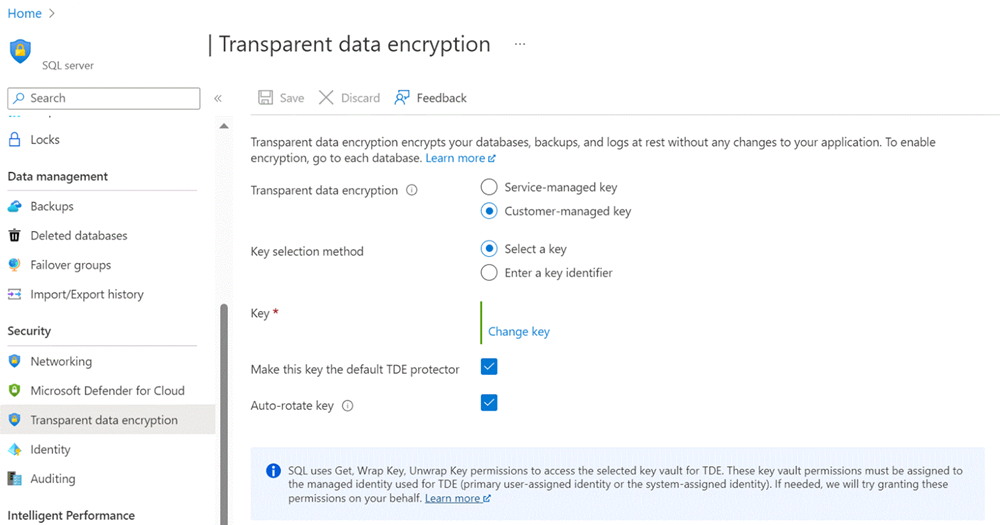 Home >
| Transparent data encryption ...
SQL server
Search
«
Save
Discard
Feedback
Locks
Data management
Backups
Deleted databases
Failover groups
Import/Export history
Security
Networking
Microsoft Defender for Cloud
Transparent data encryption
Identity
Auditing
Intelligent Performance
Transparent data encryption encrypts your databases, backups, and logs at rest without any changes to your application. To enable
encryption, go to each database. Learn more
Transparent data encryption
Service-managed key
Customer-managed key
Key selection method
Select a key
Enter a key identifier
Key *
Change key
Make this key the default TDE protector
Auto-rotate key
SQL uses Get, Wrap Key, Unwrap Key permissions to access the selected key vault for TDE. These key vault permissions must be assigned to
the managed identity used for TDE (primary user-assigned identity or the system-assigned identity). If needed, we will try granting these
permissions on your behalf. Learn more